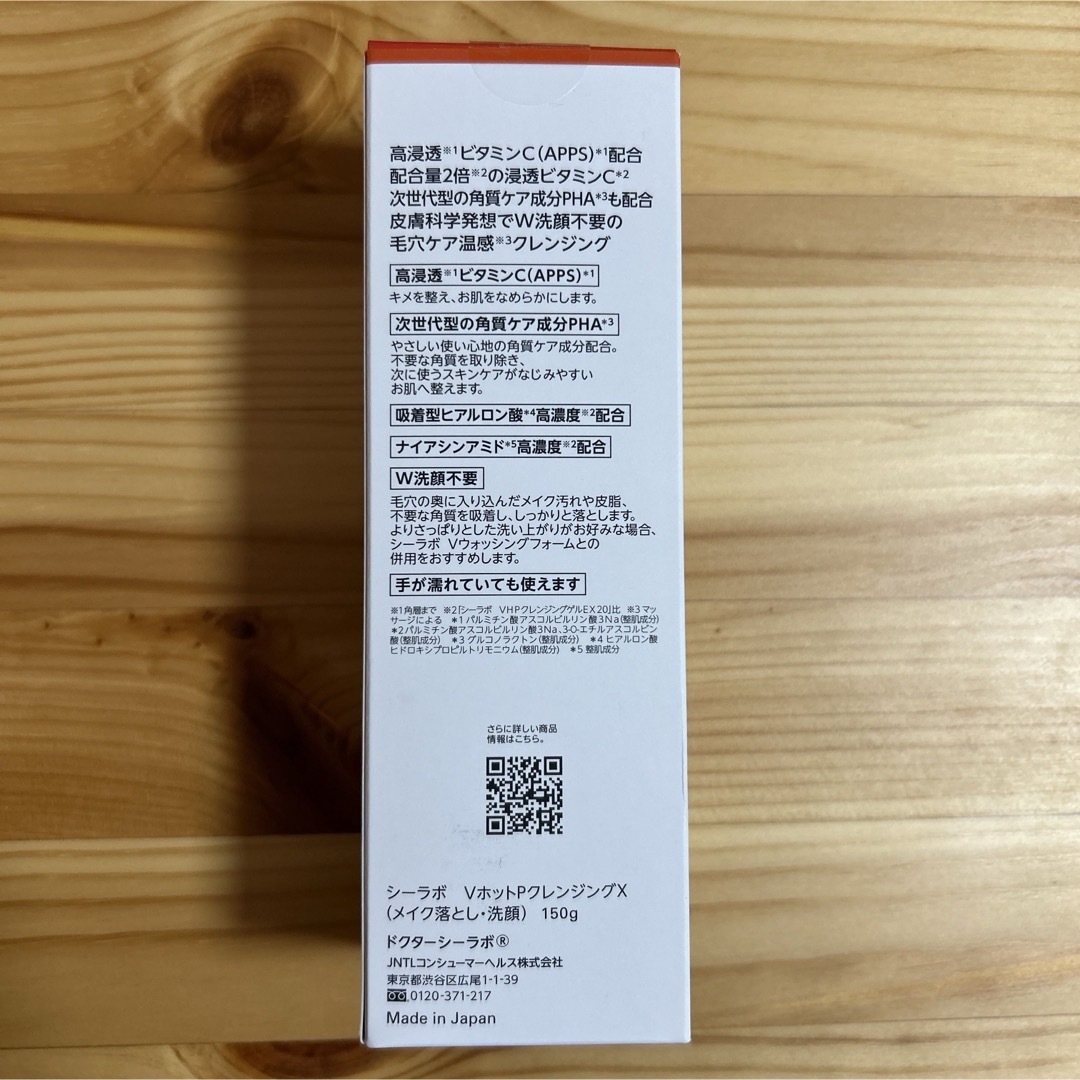 高浸透※1ビタミンC(APPS)*1配合
配合量2倍※2の浸透ビタミンC*2
次世代型の角質ケア成分PHA*3も配合
皮膚科学発想でW洗顔不要の
毛穴ケア温感※3クレンジング
高浸透※1ビタミンC(APPS)*1
キメを整え、お肌をなめらかにします。
次世代型の角質ケア成分PHA*3
やさしい使い心地の角質ケア成分配合。
不要な角質を取り除き、
次に使うスキンケアがなじみやすい
お肌へ整えます。
吸着型ヒアルロン酸*4高濃度※2配合
ナイアシンアミド*5高濃度※2配合
W洗顔不要
毛穴の奥に入り込んだメイク汚れや皮脂、
不要な角質を吸着し、しっかりと落とします。
よりさっぱりとした洗い上がりがお好みな場合、
シーラボ Vウォッシングフォームとの
併用をおすすめします。
手が濡れていても使えます
※1角層まで ※2「シーラボ VHPクレンジングゲルEX20」比 ※3マッ
サージによる *1パルミチン酸アスコルビルリン酸3Na(整肌成分)
*2パルミチン酸アスコルビルリン酸3Na、3-O-エチルアスコルビン
酸(整肌成分) *3グルコノラクトン(整肌成分) *4ヒアルロン酸
ヒドロキシプロピルトリモニウム(整肌成分) *5整肌成分
さらに詳しい商品
情報はこちら。
シーラボ VホットPクレンジングX
(メイク落とし・洗顔) 150g
ドクターシーラボ®
JNTLコンシューマーヘルス株式会社
東京都渋谷区広尾1-1-39
0120-371-217
Made in Japan